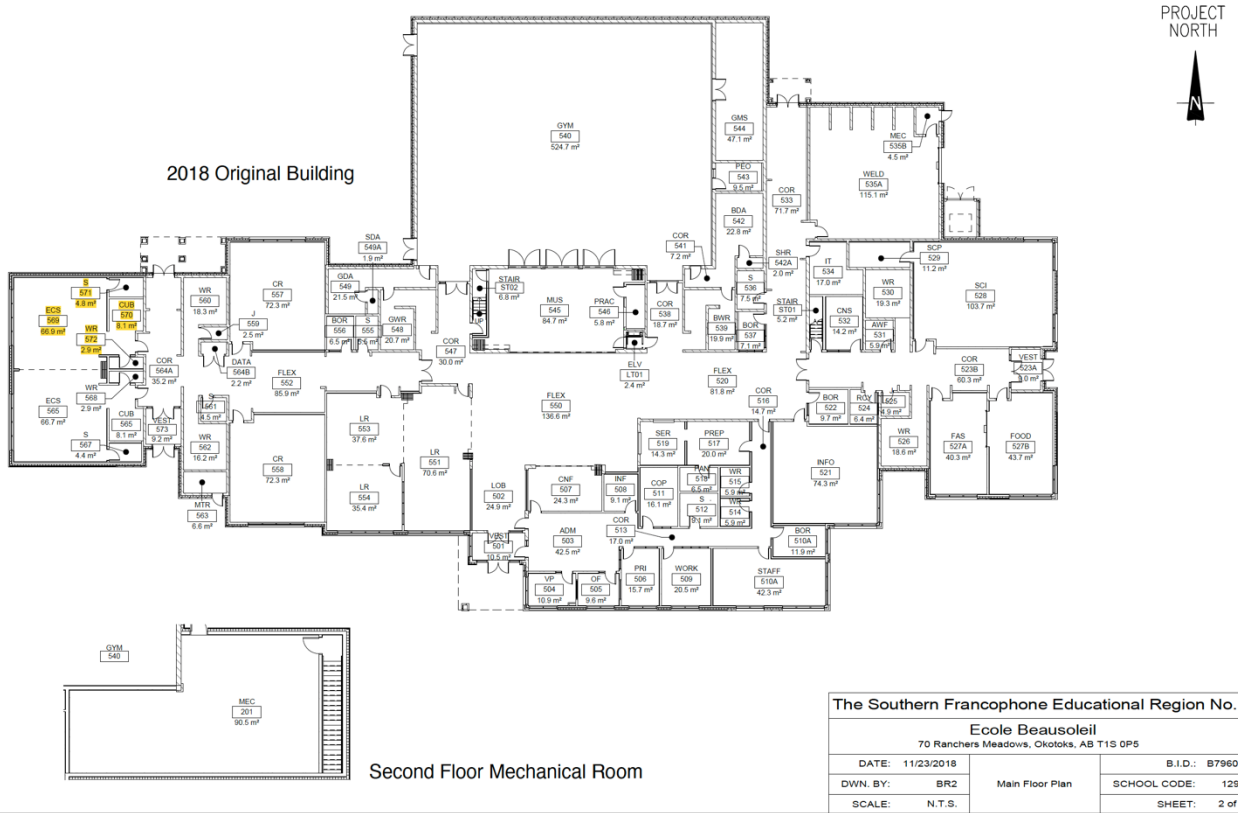 PROJECT
NORTH
N
2018 Original Building
GYM
540
524.7 m²
GMS
544
47.1 m²
PEO
543
9.5 m²
BDA
542
22.8 m²
COR
541
7.2 m²
COR
533
71.7 m²
MEC
535B
4.5 m²
WELD
535A
115.1 m²
SHR
542A
2.0 m²
S
536
7.5 m²
STAIR
ST01
5.2 m²
BOR
537
7.1 m²
BWR
539
19.9 m²
COR
538
18.7 m²
IT
534
17.0 m²
SCP
529
11.2 m²
WR
530
19.3 m²
CNS
532
14.2 m²
AWF
531
5.9 m²
SCI
528
103.7 m²
SDA
549A
1.9 m²
GDA
549
21.5 m²
BOR
556
6.5 m²
S
555
5.5 m²
GWR
548
20.7 m²
COR
547
30.0 m²
STAIR
ST02
6.8 m²
UP
MUS
545
84.7 m²
PRAC
546
5.8 m²
ELV
LT01
2.4 m²
S
571
4.8 m²
CUB
570
8.1 m²
ECS
569
66.9 m²
WR
572
2.9 m²
WR
568
2.9 m²
ECS
565
66.7 m²
CUB
565
8.1 m²
S
567
4.4 m²
COR
564A
35.2 m²
VEST
573
9.2 m²
WR
560
18.3 m²
J
559
2.5 m²
DATA
564B
2.2 m²
CR
557
72.3 m²
FLEX
552
85.9 m²
S
561
4.5 m²
WR
562
16.2 m²
MTR
563
6.6 m²
CR
558
72.3 m²
LR
553
37.6 m²
LR
554
35.4 m²
LR
551
70.6 m²
FLEX
550
136.6 m²
FLEX
520
81.8 m²
COR
516
14.7 m²
COR
523B
60.3 m²
VEST
523A
BOR
522
9.7 m²
RCY
524
6.4 m²
525
4.9 m²
WR
526
18.6 m²
FAS
527A
40.3 m²
FOOD
527B
43.7 m²
INFO
521
74.3 m²
SER
519
14.3 m²
PREP
517
20.0 m²
PAN
518
6.5 m²
WR
515
5.9 m²
WR
514
5.9 m²
S
512
9.1 m²
COP
511
16.1 m²
INF
508
9.1 m²
CNF
507
24.3 m²
LOB
502
24.9 m²
VEST
501
10.5 m²
ADM
503
42.5 m²
COR
513
17.0 m²
BOR
510A
11.9 m²
VP
504
10.9 m²
OF
505
9.6 m²
PRI
506
15.7 m²
WORK
509
20.5 m²
STAFF
510A
42.3 m²
GYM
540
MEC
201
90.5 m²
Second Floor Mechanical Room
The Southern Francophone Educational Region No.
Ecole Beausoleil
70 Ranchers Meadows, Okotoks, AB T1S 0P5
DATE: 11/23/2018
B.I.D.: B7960
DWN. BY: BR2
Main Floor Plan
SCHOOL CODE: 129
SCALE: N.T.S.
SHEET: 2 of